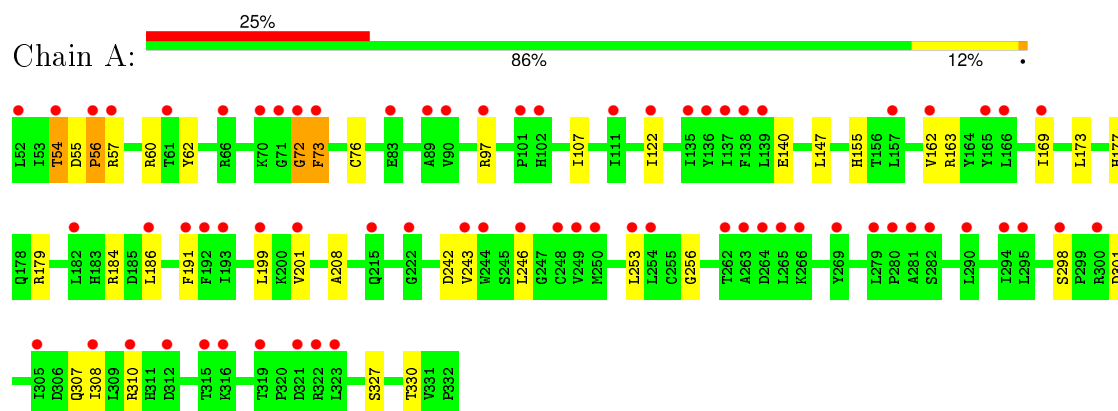 25%
Chain A:
86%
12%
•
L52 I53 T54 D55 P56 R57 R60 T61 Y62 R66 K70 G71 G72 F73 C76 E83 A89 V90 R97 P101 H102 I107 I111 I122 I135 Y136 I137 F138 L139 E140 L147 H155 T156 L157 V162 R163 Y164 Y165 L166 I169 L173 H177
Q178 R179 L182 H183 R184 D185 L186 F191 F192 I193 L199 K200 V201 A208 Q215 G222 D242 V243 W244 S245 L246 G247 C248 V249 M250 L253 L254 C255 G256 T262 A263 D264 L265 K266 Y269 L279 P280 A281 S282 L290 I294 L295 S298 P299 R300
I305 D306 Q307 I308 L309 R310 H311 D312 T315 K316 T319 P320 D321 R322 L323 S327 T330 V331 P332